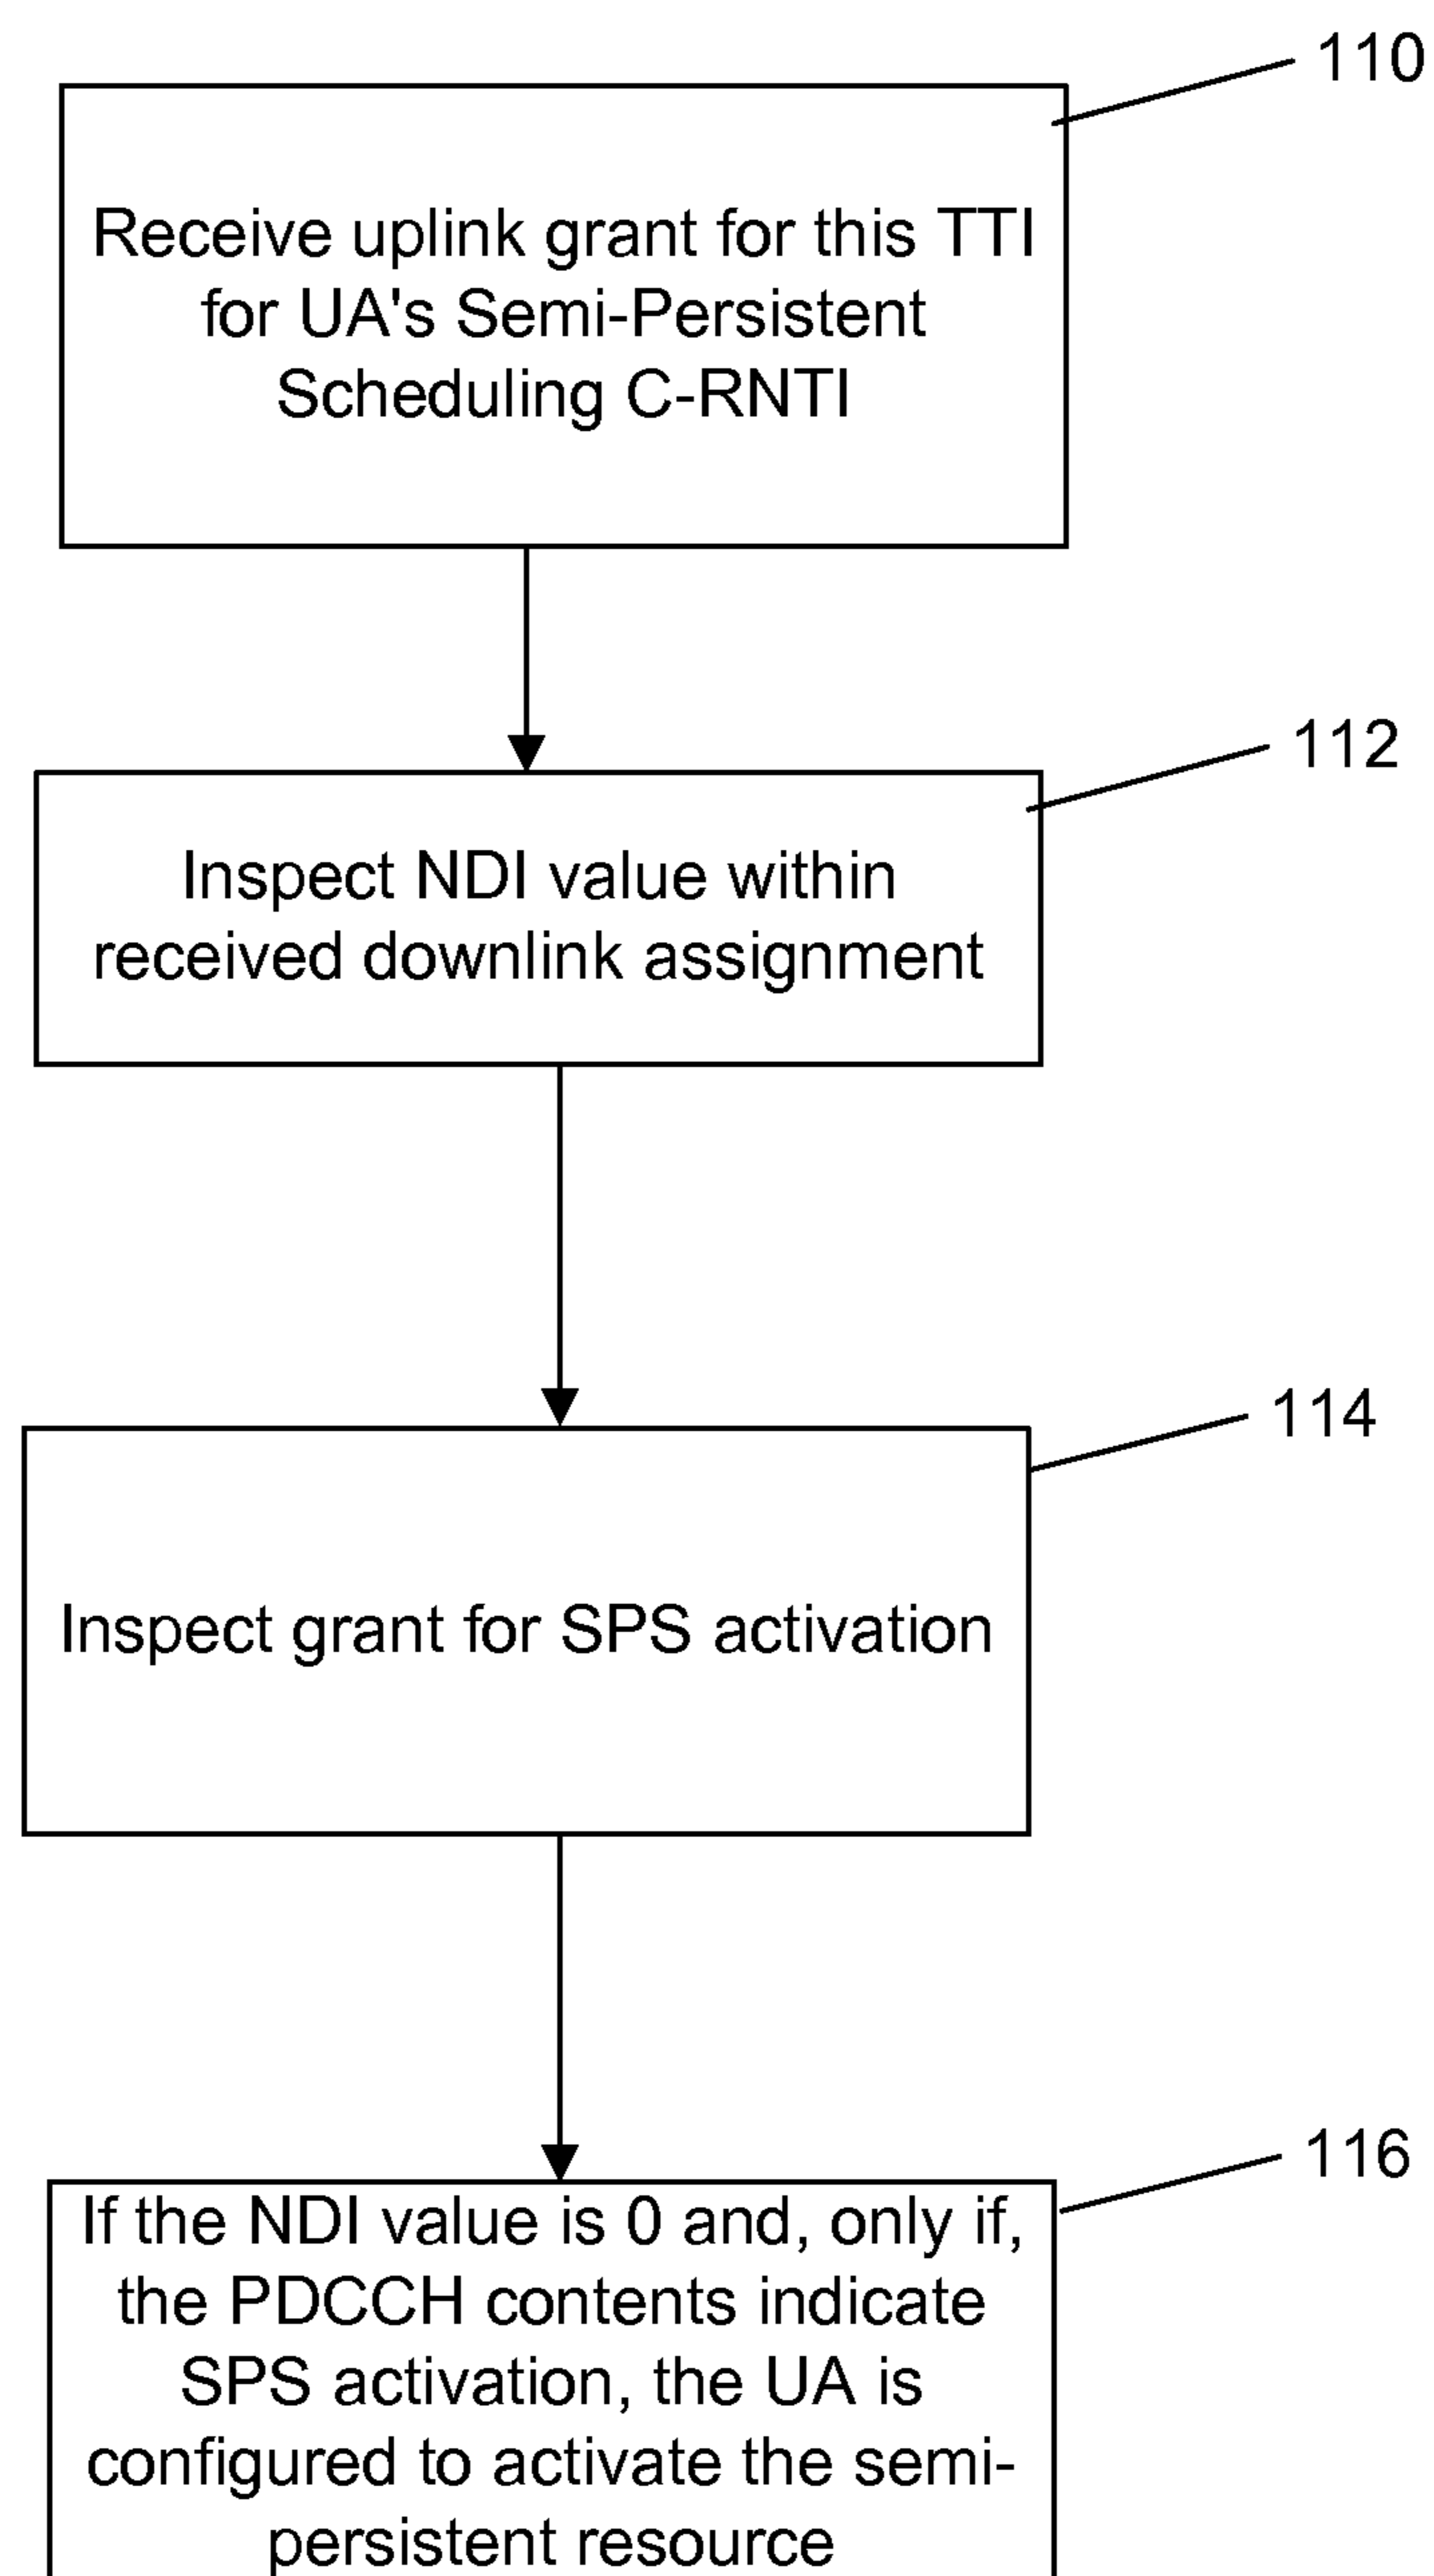 110
Receive uplink grant for this TTI
for UA's Semi-Persistent
Scheduling C-RNTI
112
Inspect NDI value within
received downlink assignment
114
Inspect grant for SPS activation
116
If the NDI value is 0 and, only if,
the PDCCH contents indicate
SPS activation, the UA is
configured to activate the semi-
persistent resource